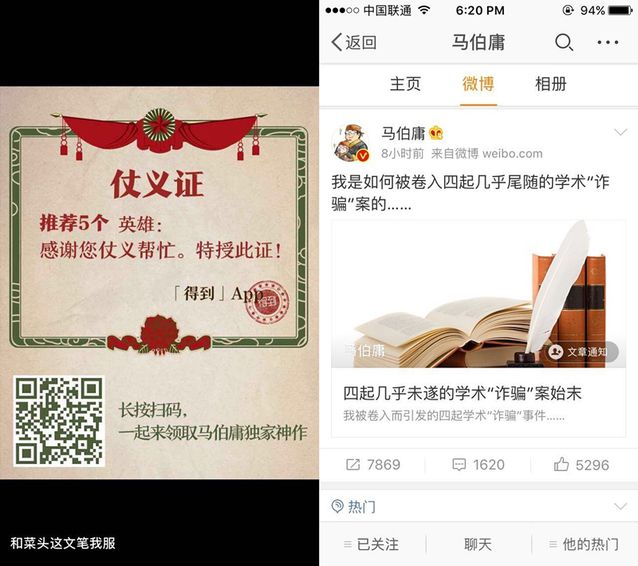 仗义证
推荐5个 英雄：
感谢您仗义帮忙。特授此证！
「得到」App
得到
长按扫码，
一起来领取马伯庸独家神作
和菜头这文笔我服
中国联通
6:20 PM
94%
返回
马伯庸
主页
微博
相册
马伯庸
8小时前 来自微博 weibo.com
我是如何被卷入四起几乎尾随的学术“诈
骗”案的……
马伯庸
文章通知
四起几乎未遂的学术“诈骗”案始末
我被卷入而引发的四起学术“诈骗”事件……
7869
1620
5296
热门
已关注
聊天
他的热门